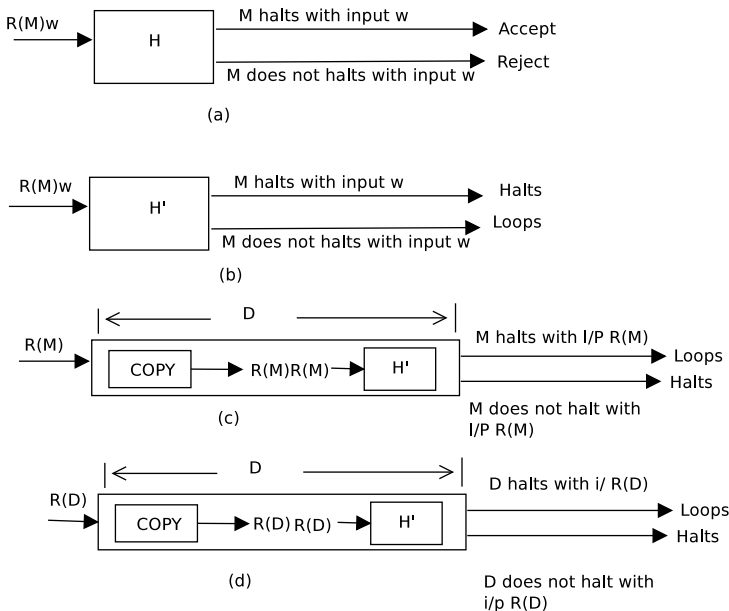 R(M)w
H
M halts with input w
Accept
Reject
M does not halts with input w
(a)
R(M)w
H'
M halts with input w
Halts
Loops
M does not halts with input w
(b)
D
R(M)
COPY
R(M)R(M)
H'
M halts with I/P R(M)
Loops
Halts
M does not halt with
I/P R(M)
(c)
D
R(D)
COPY
R(D) R(D)
H'
D halts with i/ R(D)
Loops
Halts
D does not halt with
i/p R(D)
(d)